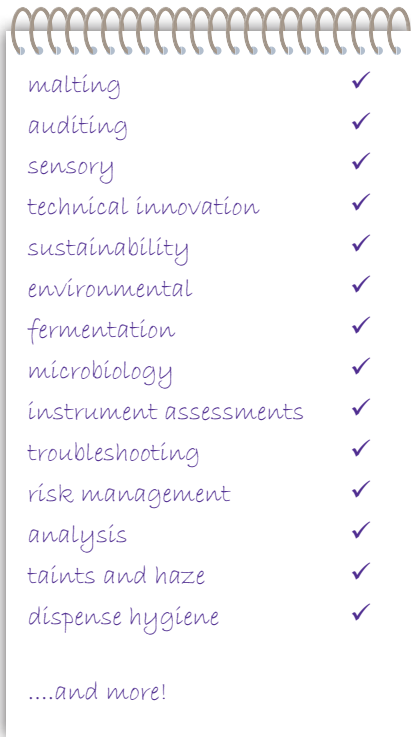 malting ✓
auditing ✓
sensory ✓
technical innovation ✓
sustainability ✓
environmental ✓
fermentation ✓
microbiology ✓
instrument assessments ✓
troubleshooting ✓
risk management ✓
analysis ✓
taints and haze ✓
dispense hygiene ✓
....and more!